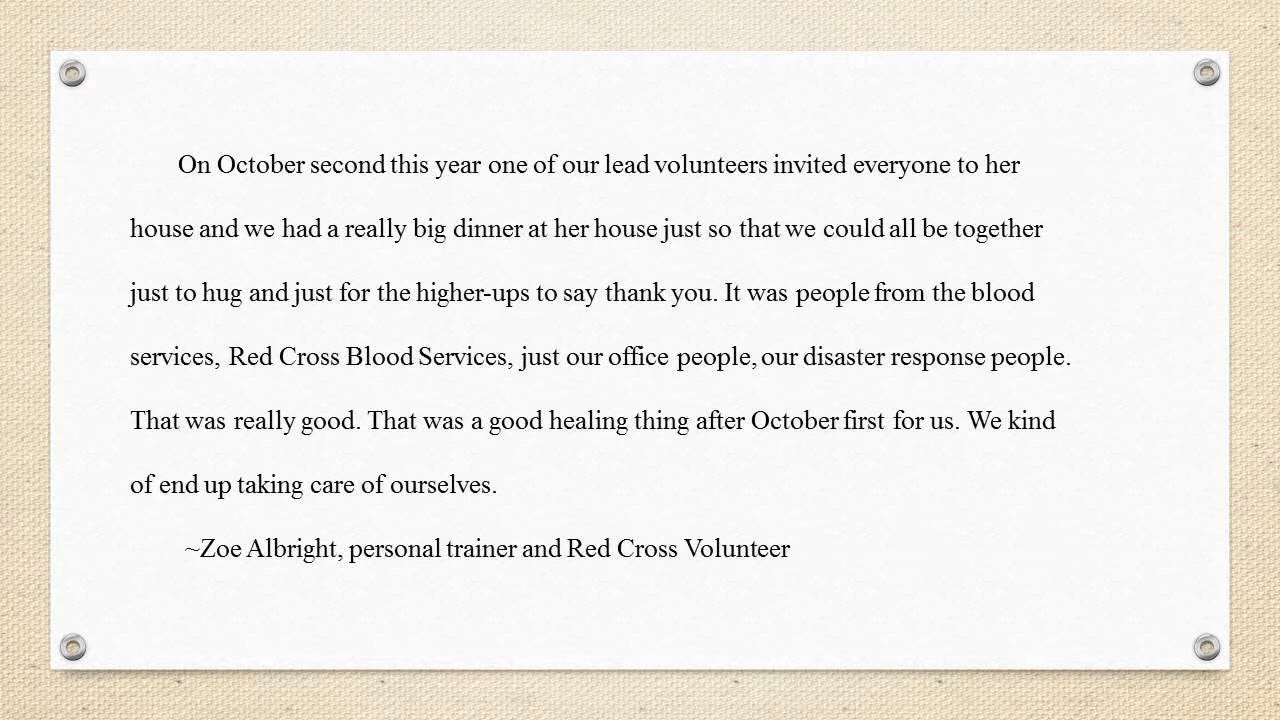 On October second this year one of our lead volunteers invited everyone to her
house and we had a really big dinner at her house just so that we could all be together
just to hug and just for the higher-ups to say thank you. It was people from the blood
services, Red Cross Blood Services, just our office people, our disaster response people.
That was really good. That was a good healing thing after October first for us. We kind
of end up taking care of ourselves.
~Zoe Albright, personal trainer and Red Cross Volunteer